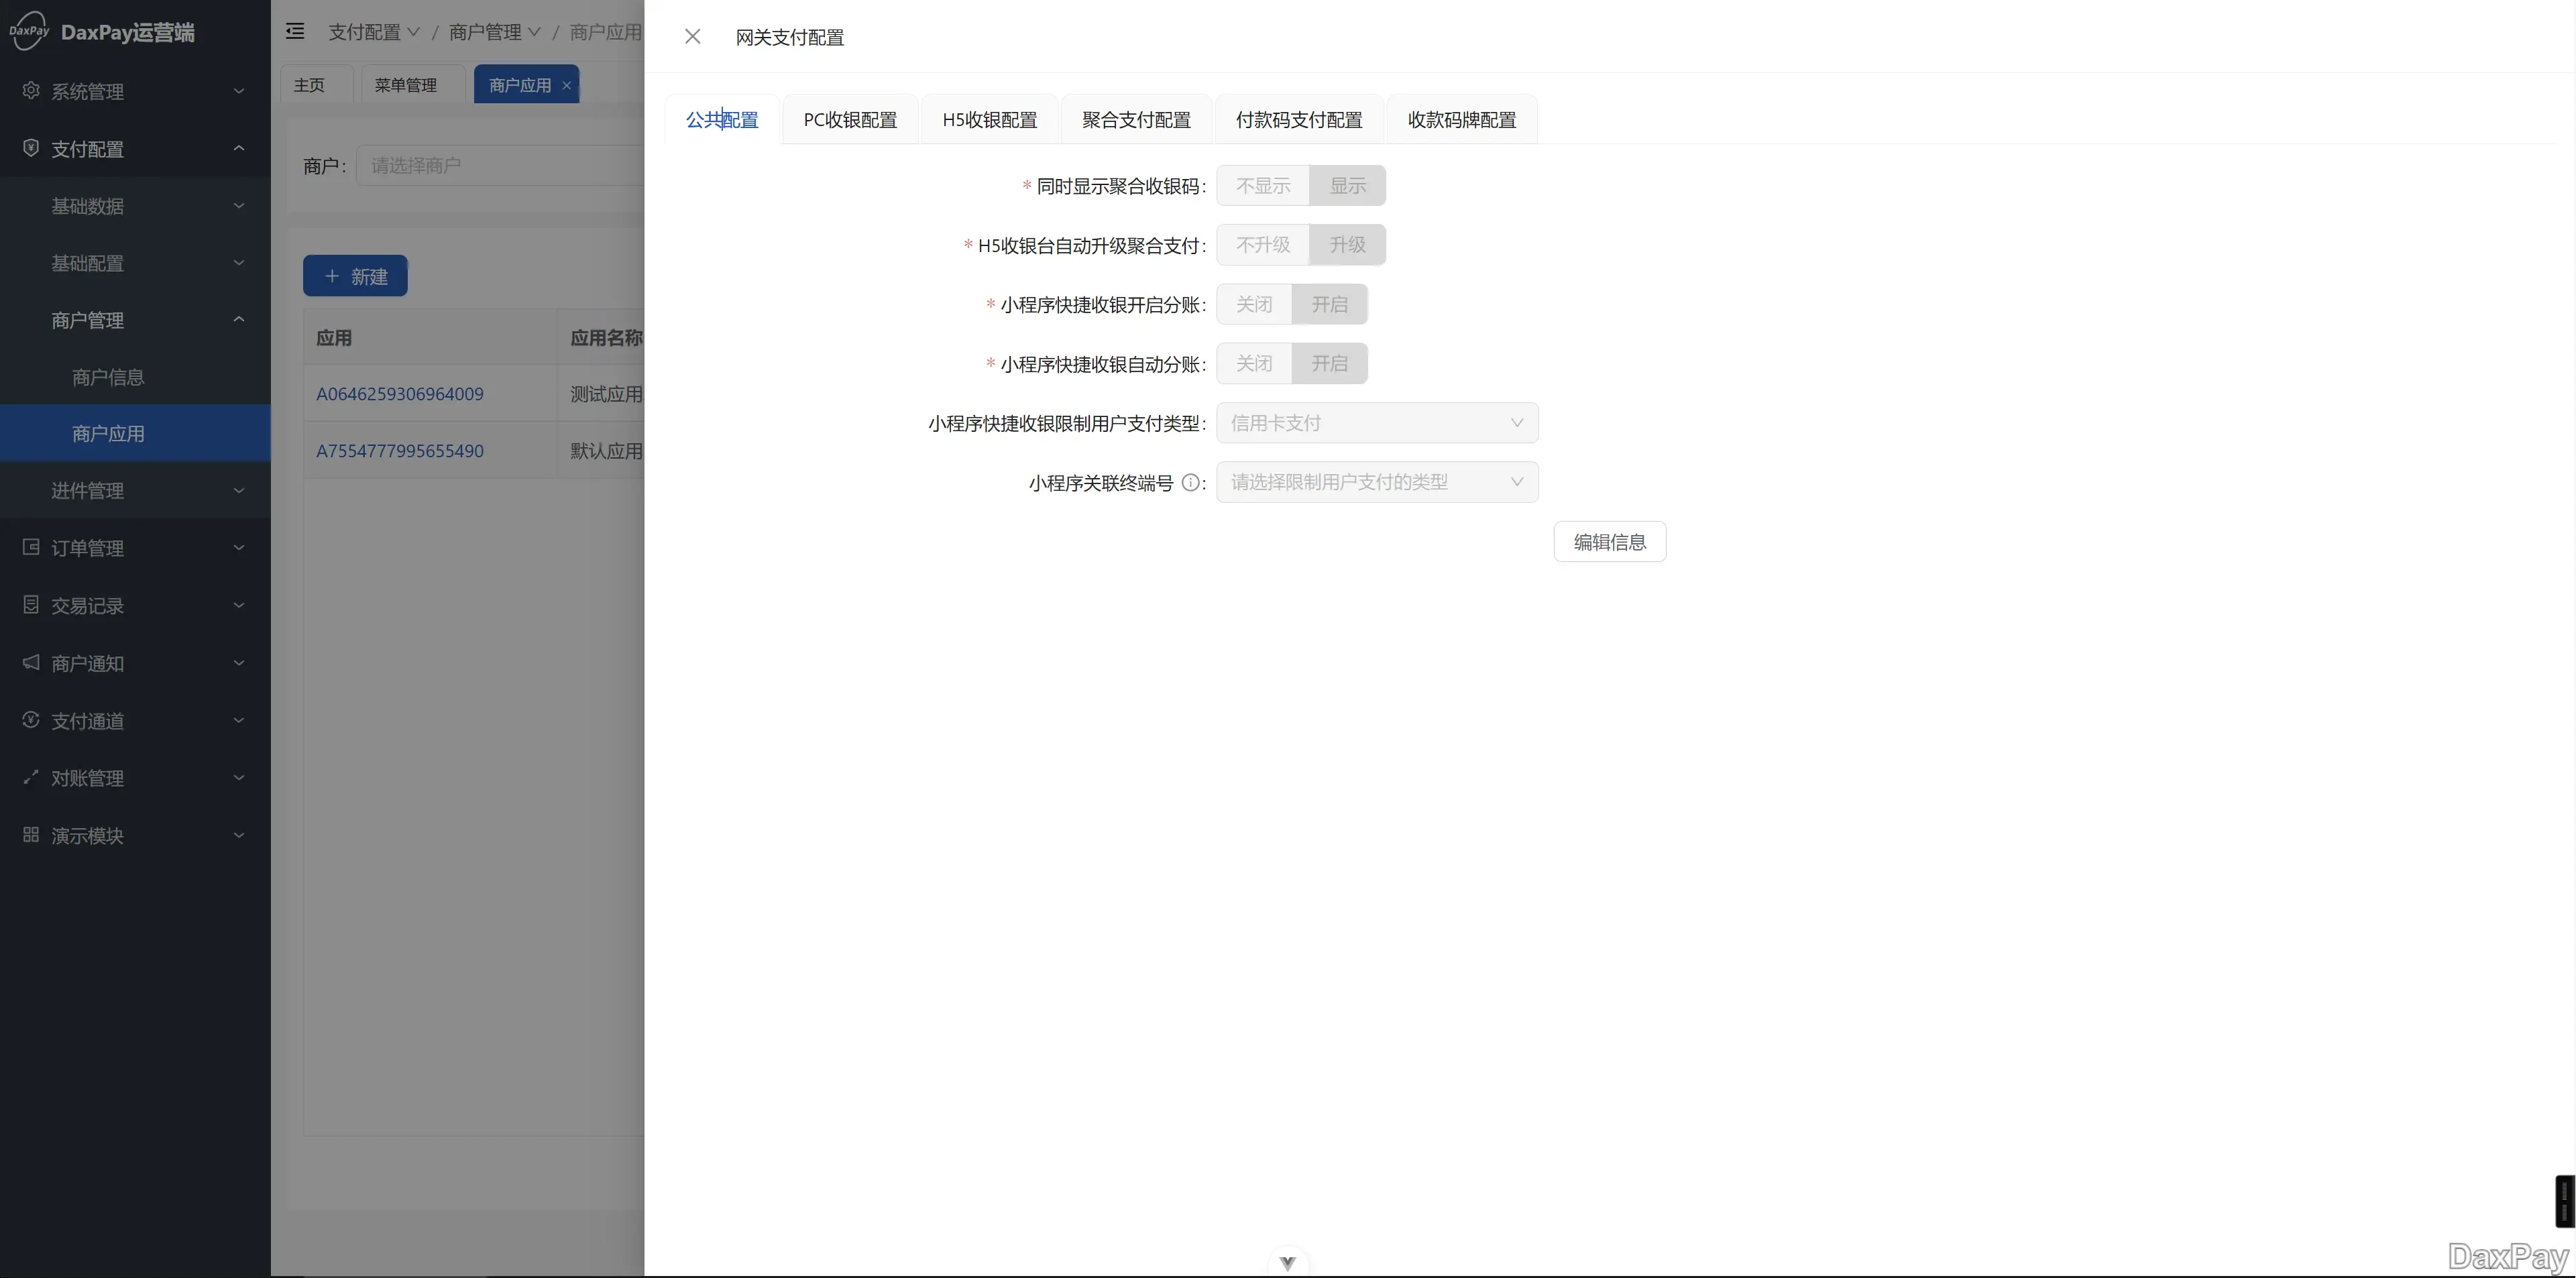 DaxPay DaxPay运营端
系统管理
支付配置
基础数据
基础配置
商户管理
商户信息
商户应用
进件管理
订单管理
交易记录
商户通知
支付通道
对账管理
演示模块
支付配置 / 商户管理 / 商户应用
主页 菜单管理 商户应用
商户: 请选择商户
新建
应用 应用名称
A0646259306964009 测试应用
A7554777995655490 默认应用
网关支付配置
公共配置 PC收银配置 H5收银配置 聚合支付配置 付款码支付配置 收款码牌配置
* 同时显示聚合收银码: 不显示 显示
* H5收银台自动升级聚合支付: 不升级 升级
* 小程序快捷收银开启分账: 关闭 开启
* 小程序快捷收银自动分账: 关闭 开启
小程序快捷收银限制用户支付类型: 信用卡支付
小程序关联终端号: 请选择限制用户支付的类型
编辑信息
DaxPay